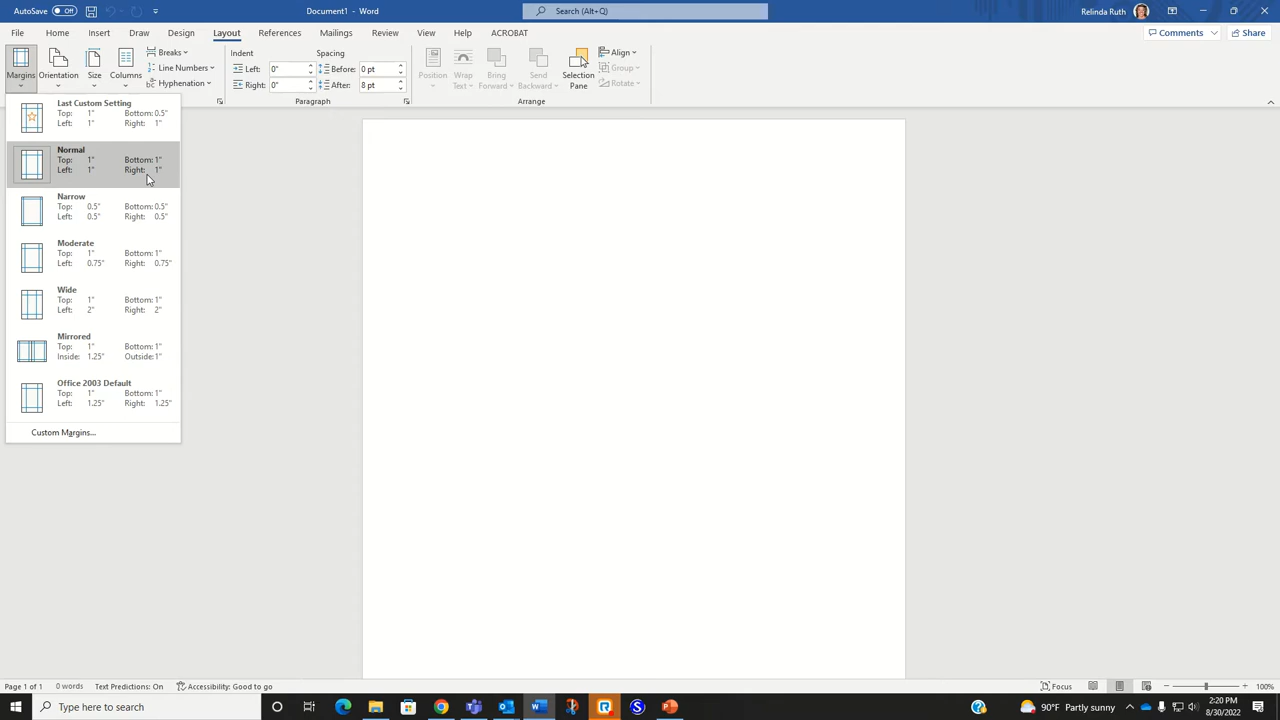 AutoSave Off Document1 - Word Search (Alt+Q) Relinda Ruth
File Home Insert Draw Design Layout References Mailings Review View Help ACROBAT Comments Share
Margins Orientation Size Columns
Breaks
Line Numbers
Hyphenation
Indent
Left: 0"
Right: 0"
Spacing
Before: 0 pt
After: 8 pt
Paragraph
Position
Wrap
Text
Bring
Forward
Send
Backward
Selection
Pane
Align
Group
Rotate
Arrange
Last Custom Setting
Top: 1" Bottom: 0.5"
Left: 1" Right: 1"
Normal
Top: 1" Bottom: 1"
Left: 1" Right: 1"
Narrow
Top: 0.5" Bottom: 0.5"
Left: 0.5" Right: 0.5"
Moderate
Top: 1" Bottom: 1"
Left: 0.75" Right: 0.75"
Wide
Top: 1" Bottom: 1"
Left: 2" Right: 2"
Mirrored
Top: 1" Bottom: 1"
Inside: 1.25" Outside: 1"
Office 2003 Default
Top: 1" Bottom: 1"
Left: 1.25" Right: 1.25"
Custom Margins...
Page 1 of 1 0 words Text Predictions: On Accessibility: Good to go Focus 100%
Type here to search 90°F Partly sunny 2:20 PM
8/30/2022